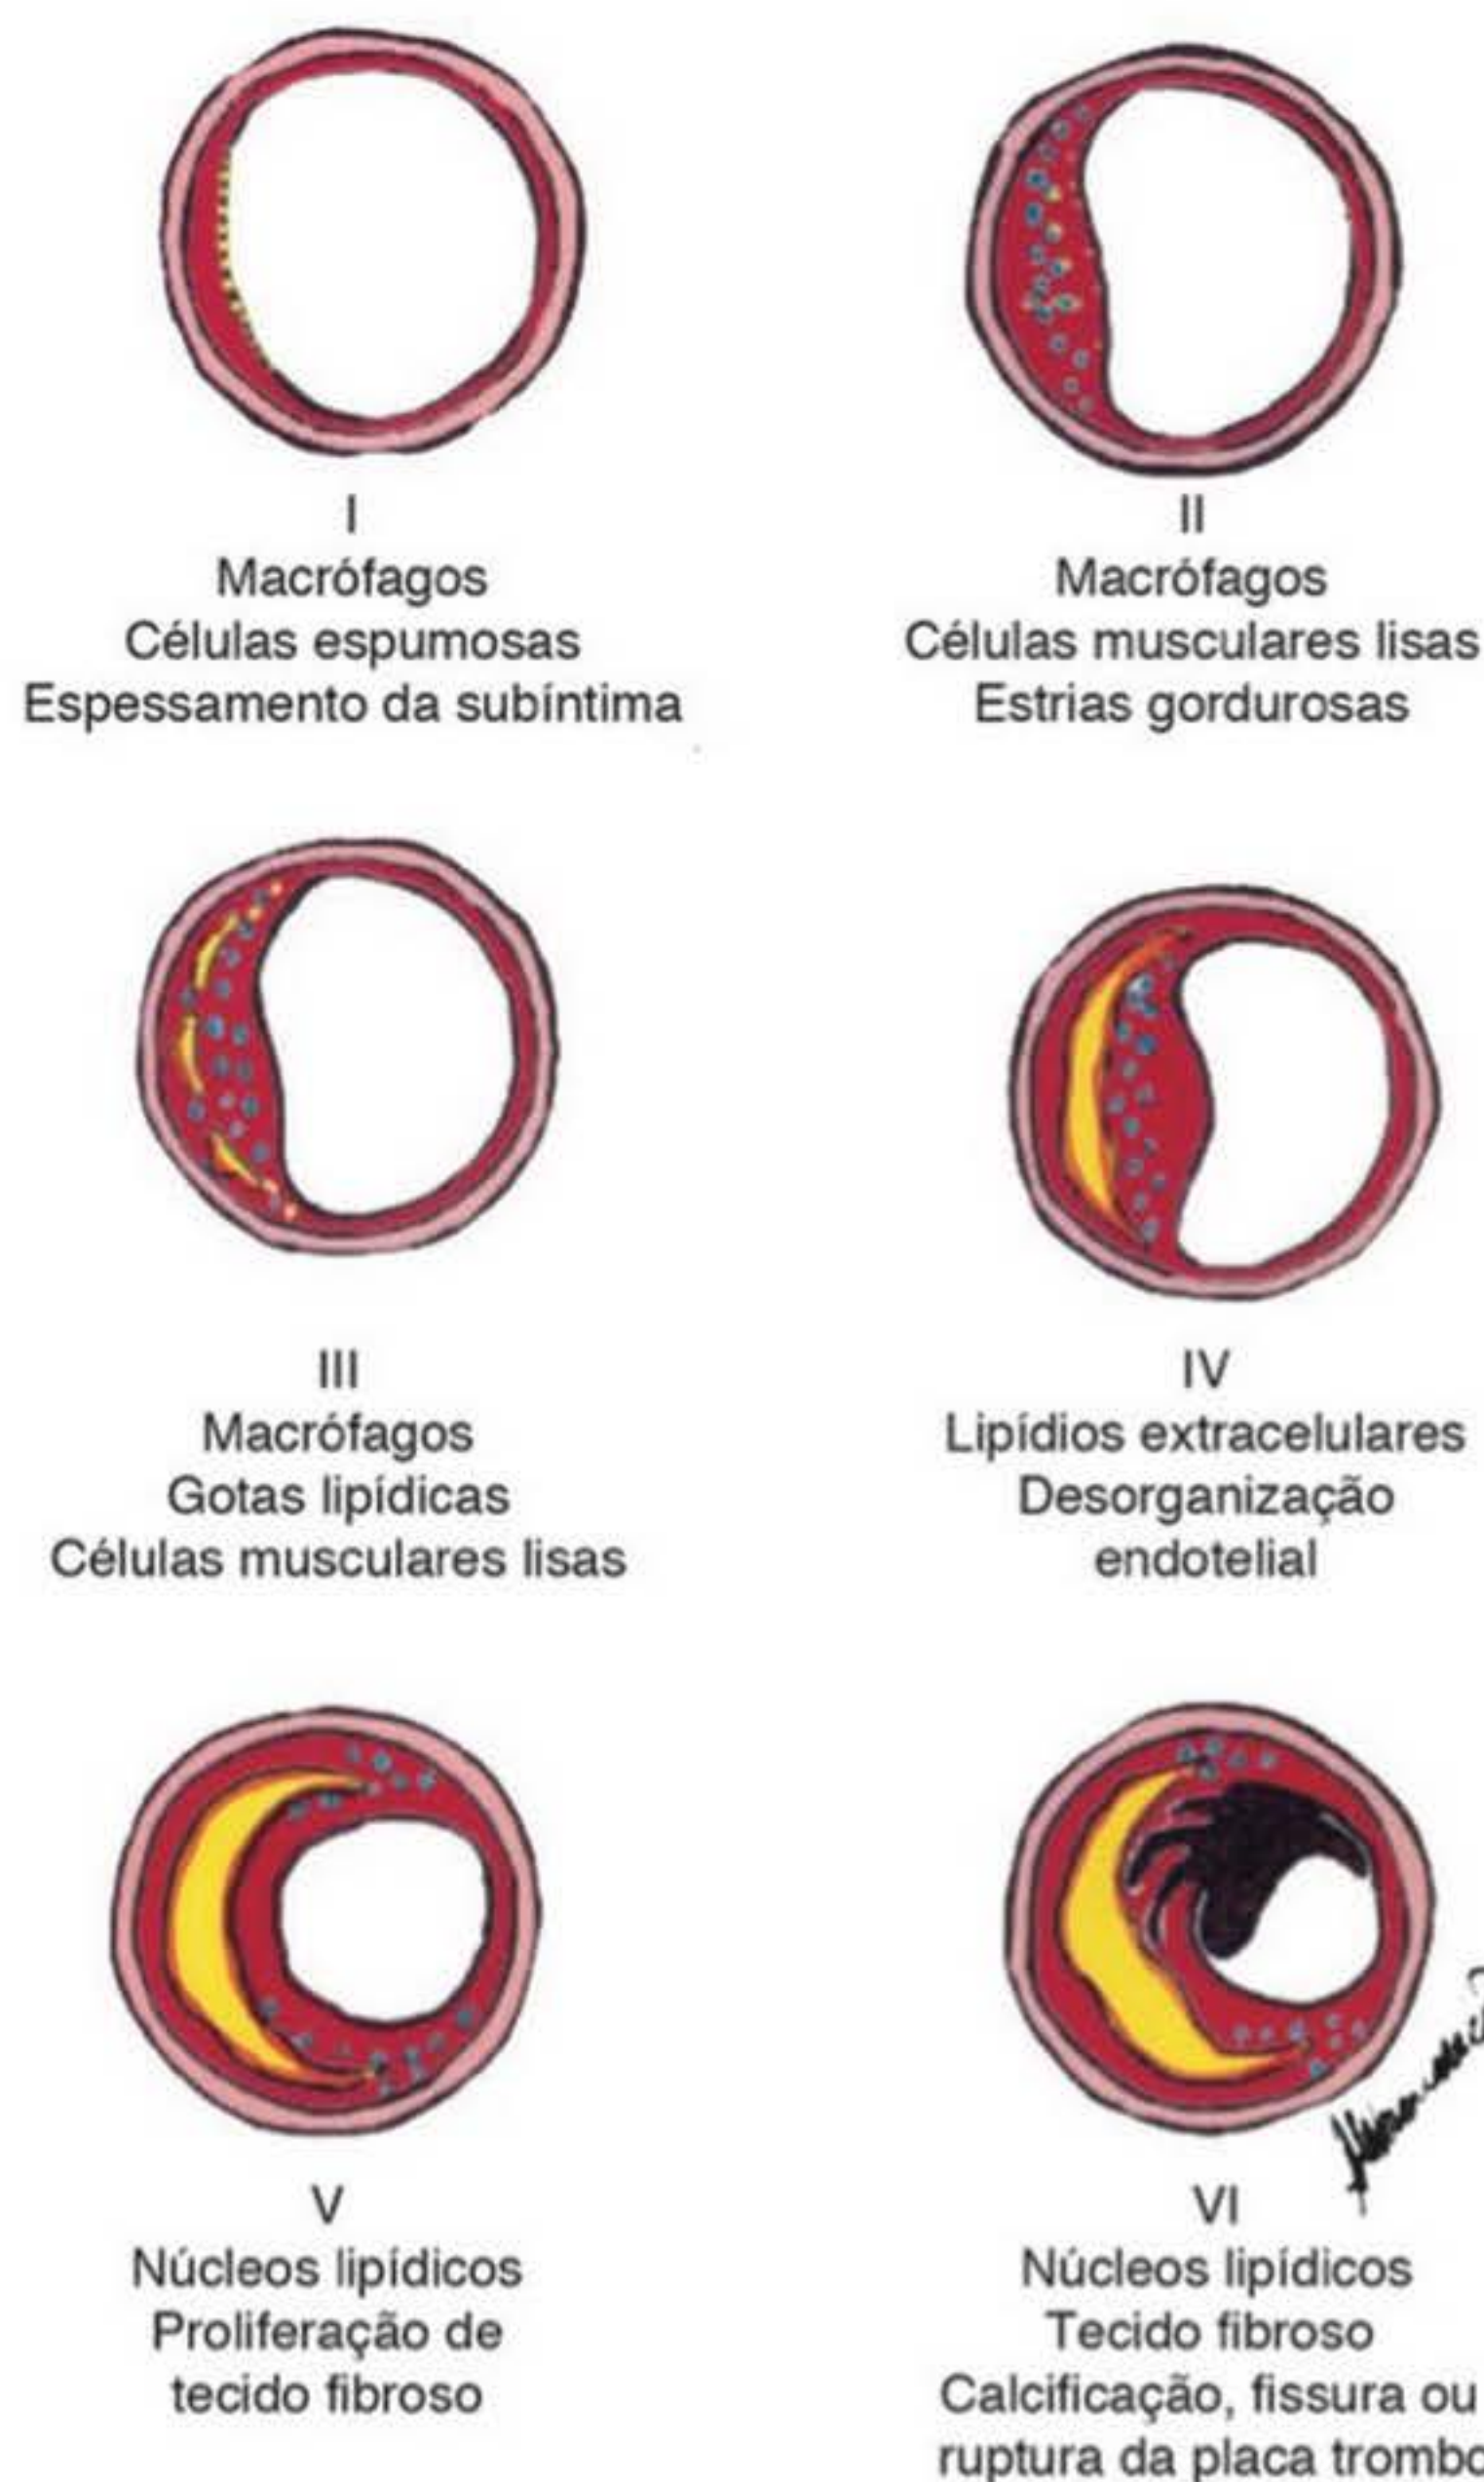 I
Macrófagos
Células espumosas
Espessamento da subíntima
II
Macrófagos
Células musculares lisas
Estrias gordurosas
III
Macrófagos
Gotas lipídicas
Células musculares lisas
IV
Lipídios extracelulares
Desorganização
endotelial
V
Núcleos lipídicos
Proliferação de
tecido fibroso
VI
Núcleos lipídicos
Tecido fibroso
Calcificação, fissura ou
ruptura da placa trombo